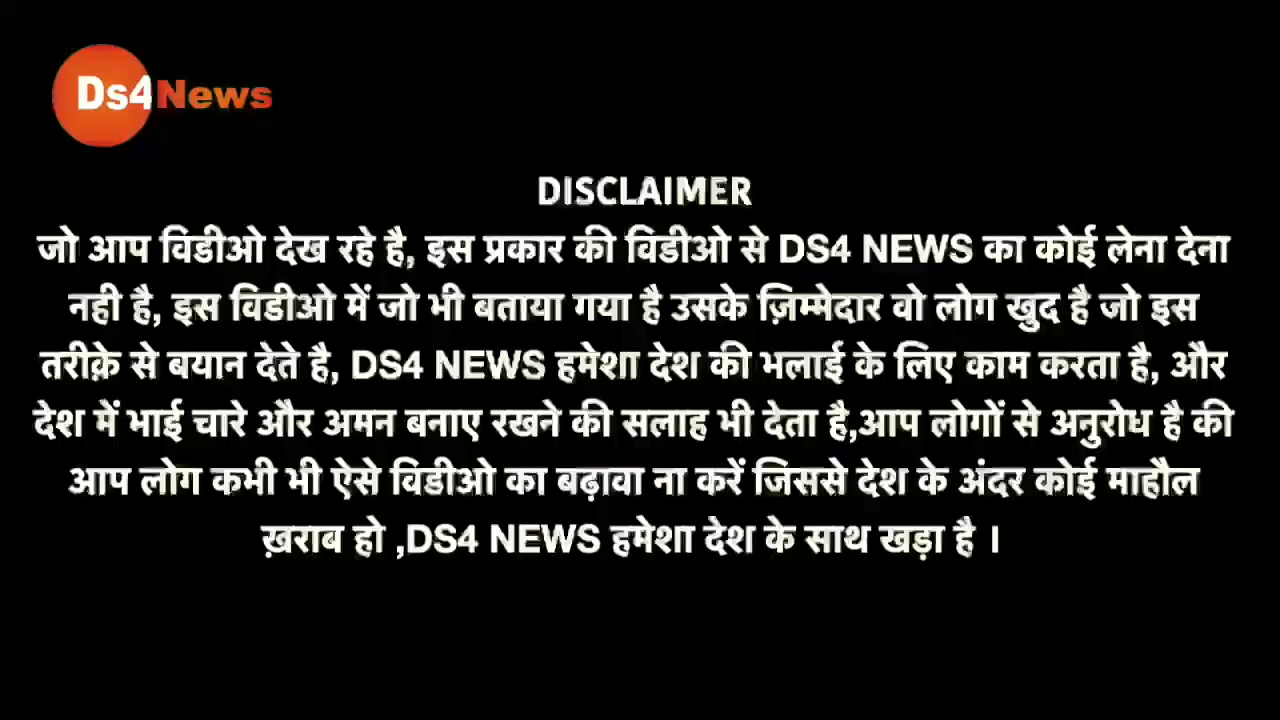 Ds4News
DISCLAIMER
जो आप विडीओ देख रहे है, इस प्रकार की विडीओ से DS4 NEWS का कोई लेना देना
नही है, इस विडीओ में जो भी बताया गया है उसके ज़िम्मेदार वो लोग खुद है जो इस
तरीक़े से बयान देते है, DS4 NEWS हमेशा देश की भलाई के लिए काम करता है, और
देश में भाई चारे और अमन बनाए रखने की सलाह भी देता है,आप लोगों से अनुरोध है की
आप लोग कभी भी ऐसे विडीओ का बढ़ावा ना करें जिससे देश के अंदर कोई माहौल
ख़राब हो ,DS4 NEWS हमेशा देश के साथ खड़ा है ।